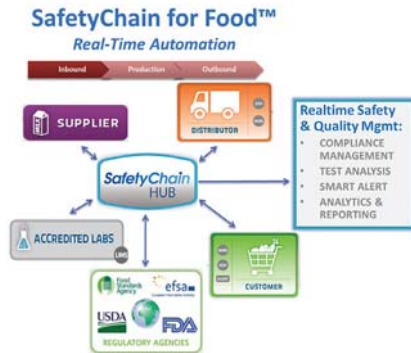 SafetyChain for Food™
Real-Time Automation
Inbound
Production
Outbound
MILK
SUPPLIER
DISTRIBUTOR
Realtime Safety
& Quality Mgmt:
• COMPLIANCE
MANAGEMENT
• TEST ANALYSIS
• SMART ALERT
• ANALYTICS &
REPORTING
SafetyChain
HUB
ACCREDITED LABS
LIMS
CUSTOMER
Food
Standards
Agency
efsa
USDA
FDA
REGULATORY AGENCIES